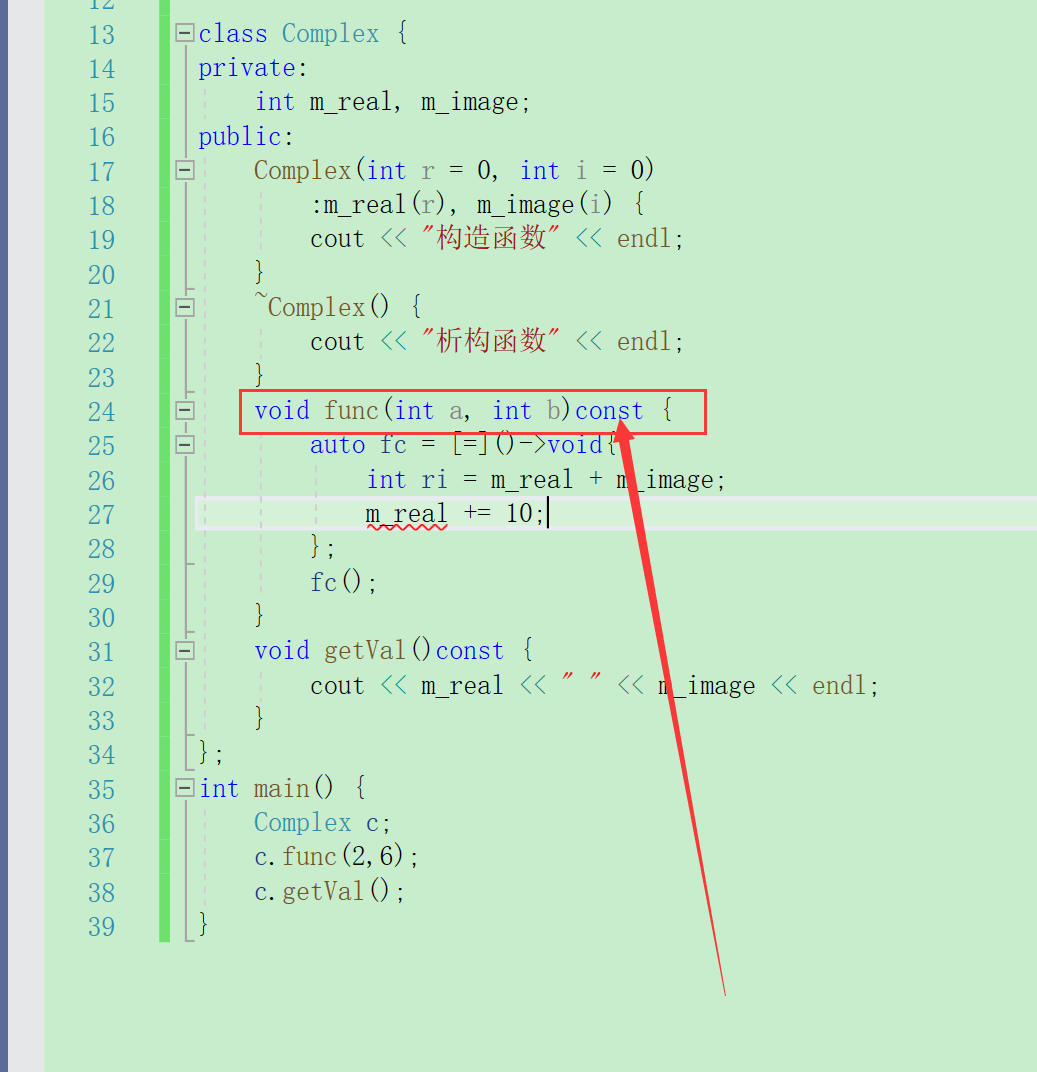 12
13 class Complex {
14 private:
15 int m_real, m_image;
16 public:
17 Complex(int r = 0, int i = 0)
18 :m_real(r), m_image(i) {
19 cout << "构造函数" << endl;
20 }
21 ~Complex() {
22 cout << "析构函数" << endl;
23 }
24 void func(int a, int b)const {
25 auto fc = [=]()->void{
26 int ri = m_real + m_image;
27 m_real += 10;
28 };
29 fc();
30 }
31 void getVal()const {
32 cout << m_real << " " << m_image << endl;
33 }
34 };
35 int main() {
36 Complex c;
37 c.func(2,6);
38 c.getVal();
39 }